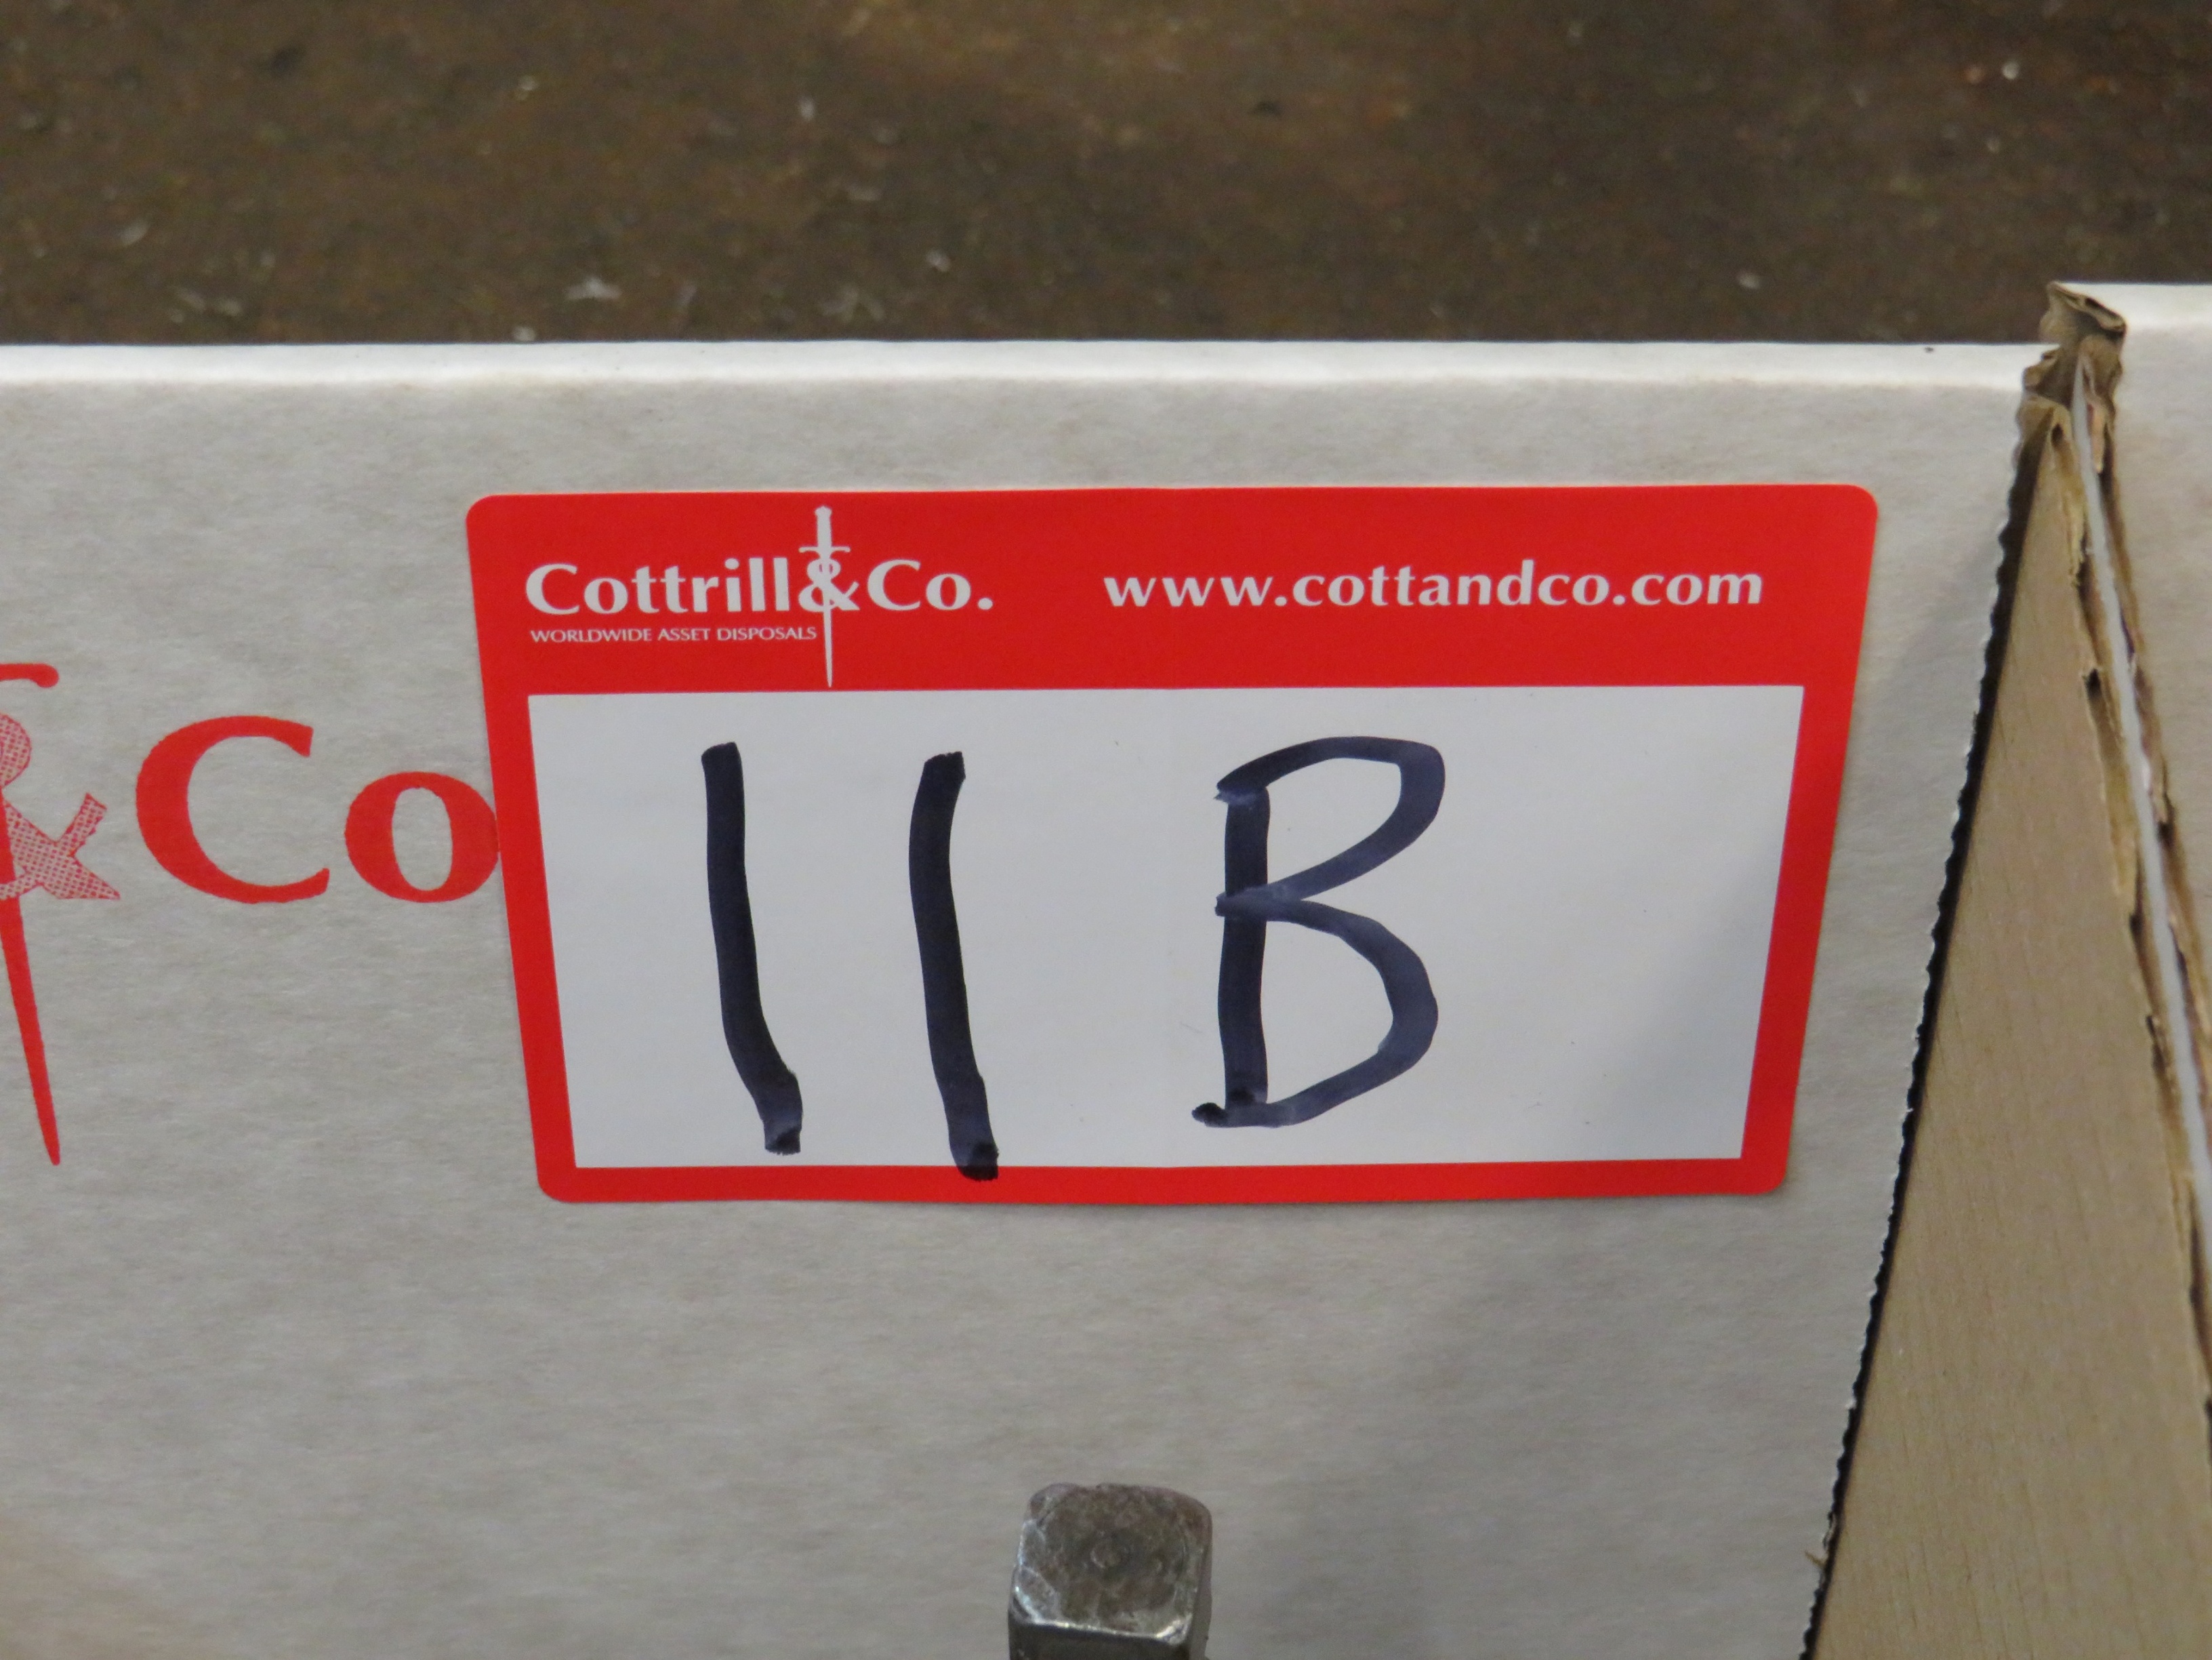 Cottrill&Co. www.cottandco.com
WORLDWIDE ASSET DISPOSALS
&Co
11 B